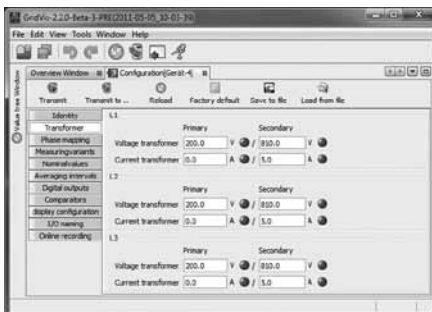 GridVis-2.2.0-Beta-3-PRE(2011-05-05_10-03-39)
File Edit View Tools Window Help
Value tree Window
Overview Window
Configuration[Gerät-4]
Transmit Transmit to ... Reload Factory default Save to file Load from file
Identity
Transformer
Phase mapping
Measuringvariants
Nominalvalues
Averaging intervals
Digital outputs
Comparators
display configuration
I/O naming
Online recording
L1
Primary Secondary
Voltage transformer 200.0 V / 810.0 V
Current transformer 0.0 A / 5.0 A
L2
Primary Secondary
Voltage transformer 200.0 V / 810.0 V
Current transformer 0.0 A / 5.0 A
L3
Primary Secondary
Voltage transformer 200.0 V / 810.0 V
Current transformer 0.0 A / 5.0 A